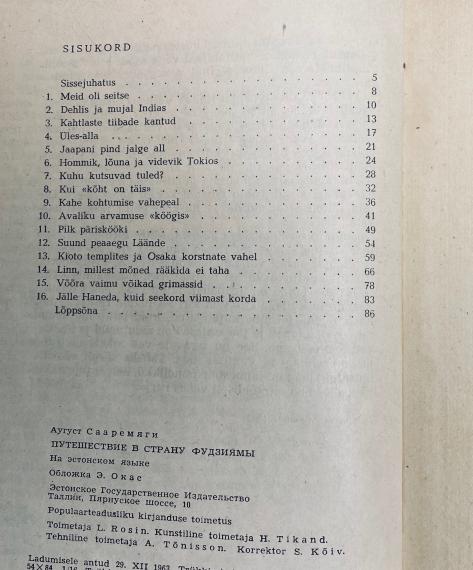 SISUKORD
Sissejuhatus . . . . . . . . . . . . . . . . 5
1. Meid oli seitse . . . . . . . . . . . . . . . 8
2. Dehlis ja mujal Indias . . . . . . . . . . . . 10
3. Kahtlaste tiibade kantud . . . . . . . . . . . 13
4. Üles-alla . . . . . . . . . . . . . . . . . 17
5. Jaapani pind jalge all . . . . . . . . . . . . 21
6. Hommik, lõuna ja videvik Tokios . . . . . . . . 24
7. Kuhu kutsuvad tuled? . . . . . . . . . . . . 28
8. Kui «kõht on täis» . . . . . . . . . . . . . 32
9. Kahe kohtumise vahepeal . . . . . . . . . . . 36
10. Avaliku arvamuse «köögis» . . . . . . . . . . 41
11. Pilk päriskööki . . . . . . . . . . . . . . 49
12. Suund peaaegu Läände . . . . . . . . . . . . 54
13. Kioto templites ja Osaka korstnate vahel . . . . . 59
14. Linn, millest mõned rääkida ei taha . . . . . . . 66
15. Võõra vaimu võikad grimassid . . . . . . . . . 78
16. Jälle Haneda, kuid seekord viimast korda . . . . . 83
Lõppsõna . . . . . . . . . . . . . . . . . 86
Аугуст Сааремяги
ПУТЕШЕСТВИЕ В СТРАНУ ФУДЗИЯМЫ
На эстонском языке
Обложка Э. Окас
Эстонское Государственное Издательство
Таллин, Пярнуское шоссе, 10
Populaarteadusliku kirjanduse toimetus
Toimetaja L. Rosin. Kunstiline toimetaja H. Tikand.
Tehniline toimetaja A. Tõnisson. Korrektor S. Kõiv.
Ladumisele antud 29. XII 1962.
54×84 1/16.